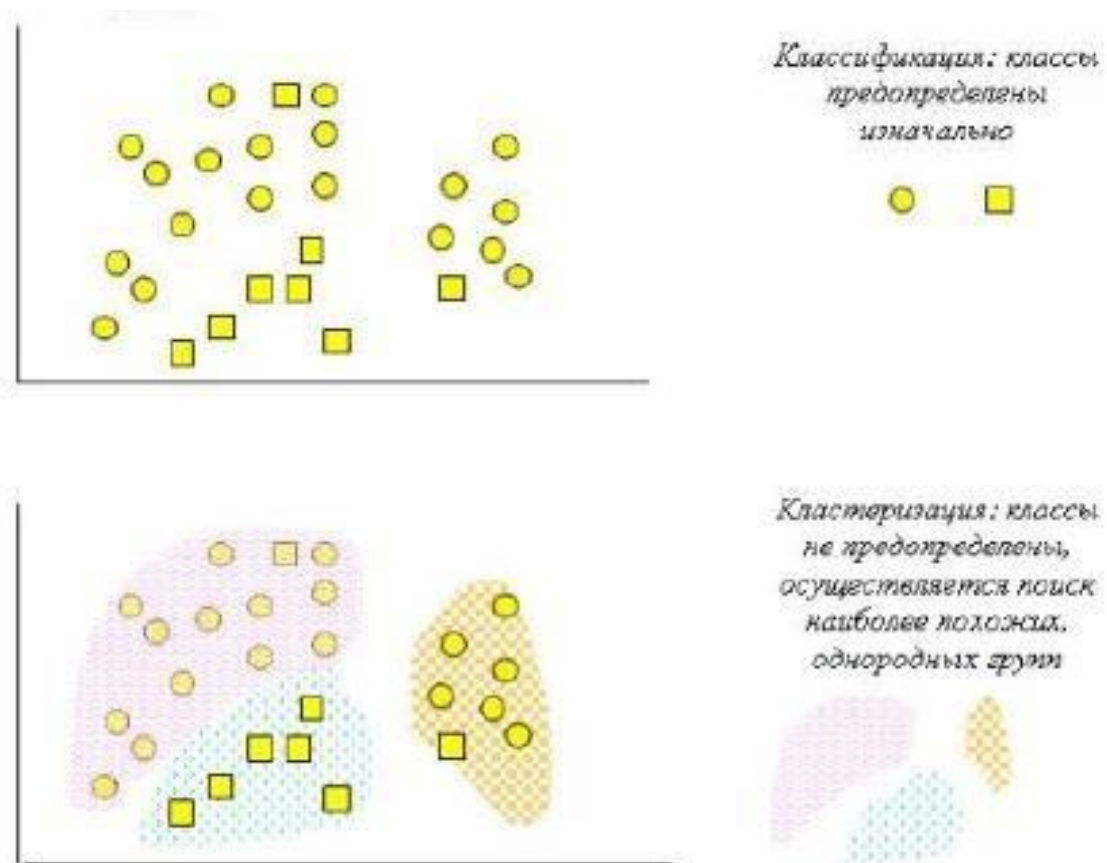 Классификация: классы
предопределены
изначально
Кластеризация: классы
не предопределены,
осуществляется поиск
наиболее похожих,
однородных групп